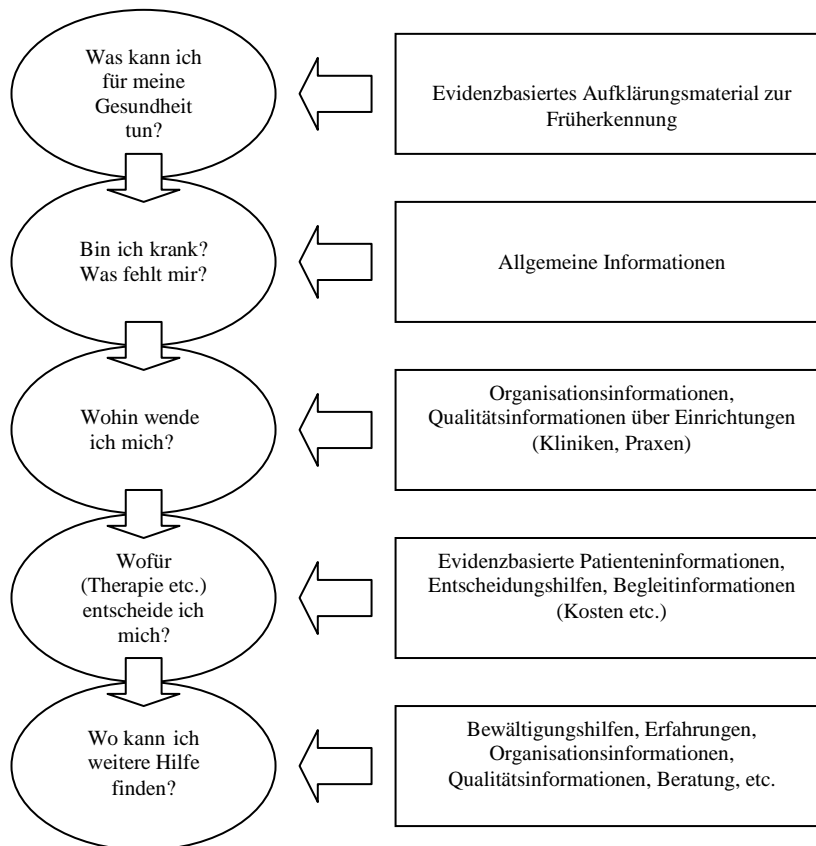 Was kann ich
für meine
Gesundheit
tun?
Evidenzbasiertes Aufklärungsmaterial zur
Früherkennung
Bin ich krank?
Was fehlt mir?
Allgemeine Informationen
Wohin wende
ich mich?
Organisationsinformationen,
Qualitätsinformationen über Einrichtungen
(Kliniken, Praxen)
Wofür
(Therapie etc.)
entscheide ich
mich?
Evidenzbasierte Patienteninformationen,
Entscheidungshilfen, Begleitinformationen
(Kosten etc.)
Wo kann ich
weitere Hilfe
finden?
Bewältigungshilfen, Erfahrungen,
Organisationsinformationen,
Qualitätsinformationen, Beratung, etc.